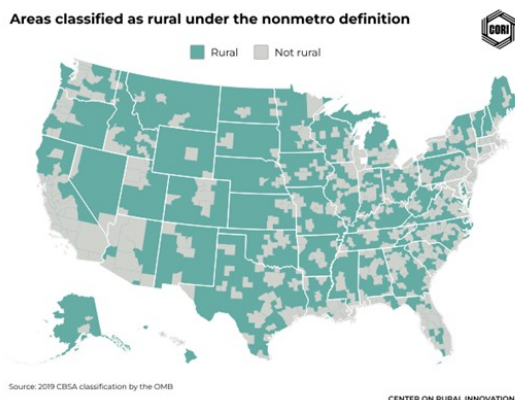 Areas classified as rural under the nonmetro definition
CORI
Rural
Not rural
Source: 2019 CBSA classification by the OMB
CENTER ON RURAL INNOVATION